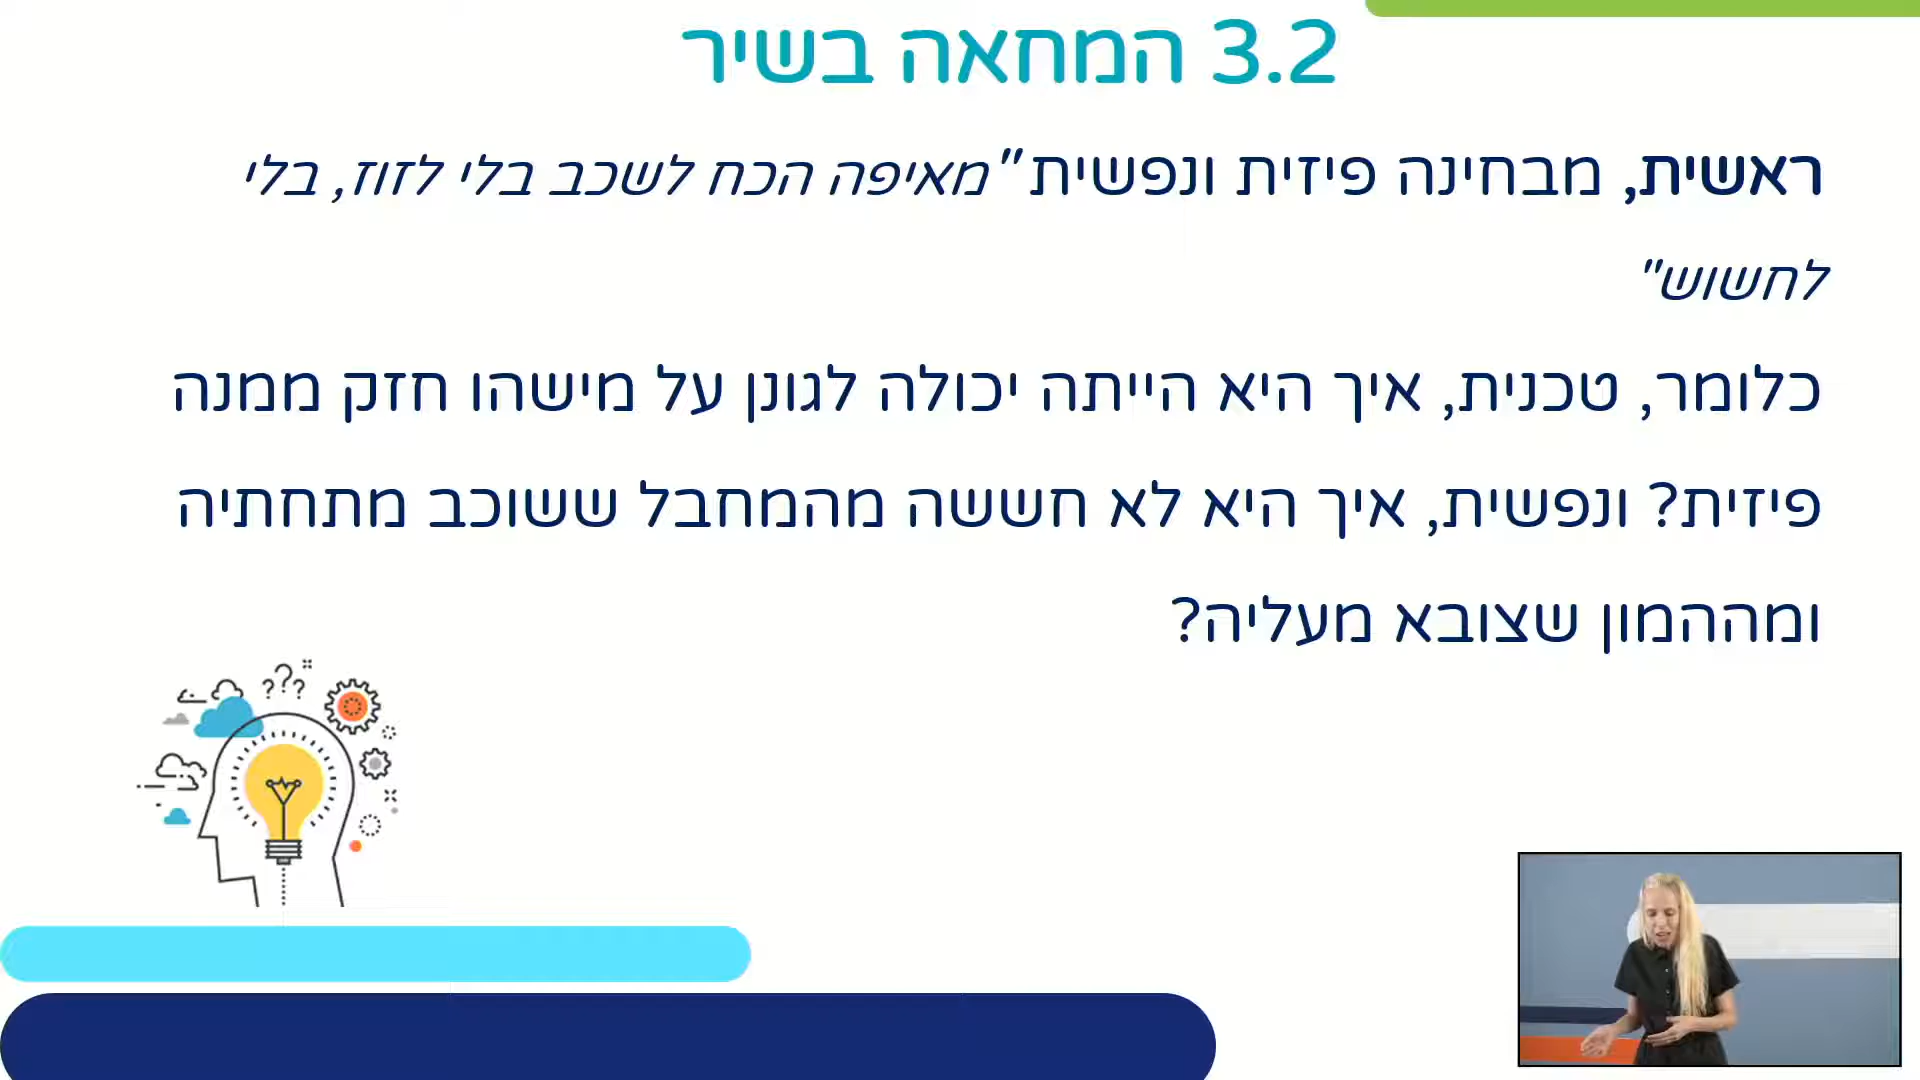 3.2 המחאה בשיר
ראשית, מבחינה פיזית ונפשית "מאיפה הכח לשכב בלי לזוז, בלי
לחשוש"
כלומר, טכנית, איך היא הייתה יכולה לגונן על מישהו חזק ממנה
פיזית? ונפשית, איך היא לא חששה מהמחבל ששוכב מתחתיה
ומההמון שצובא מעליה?
???